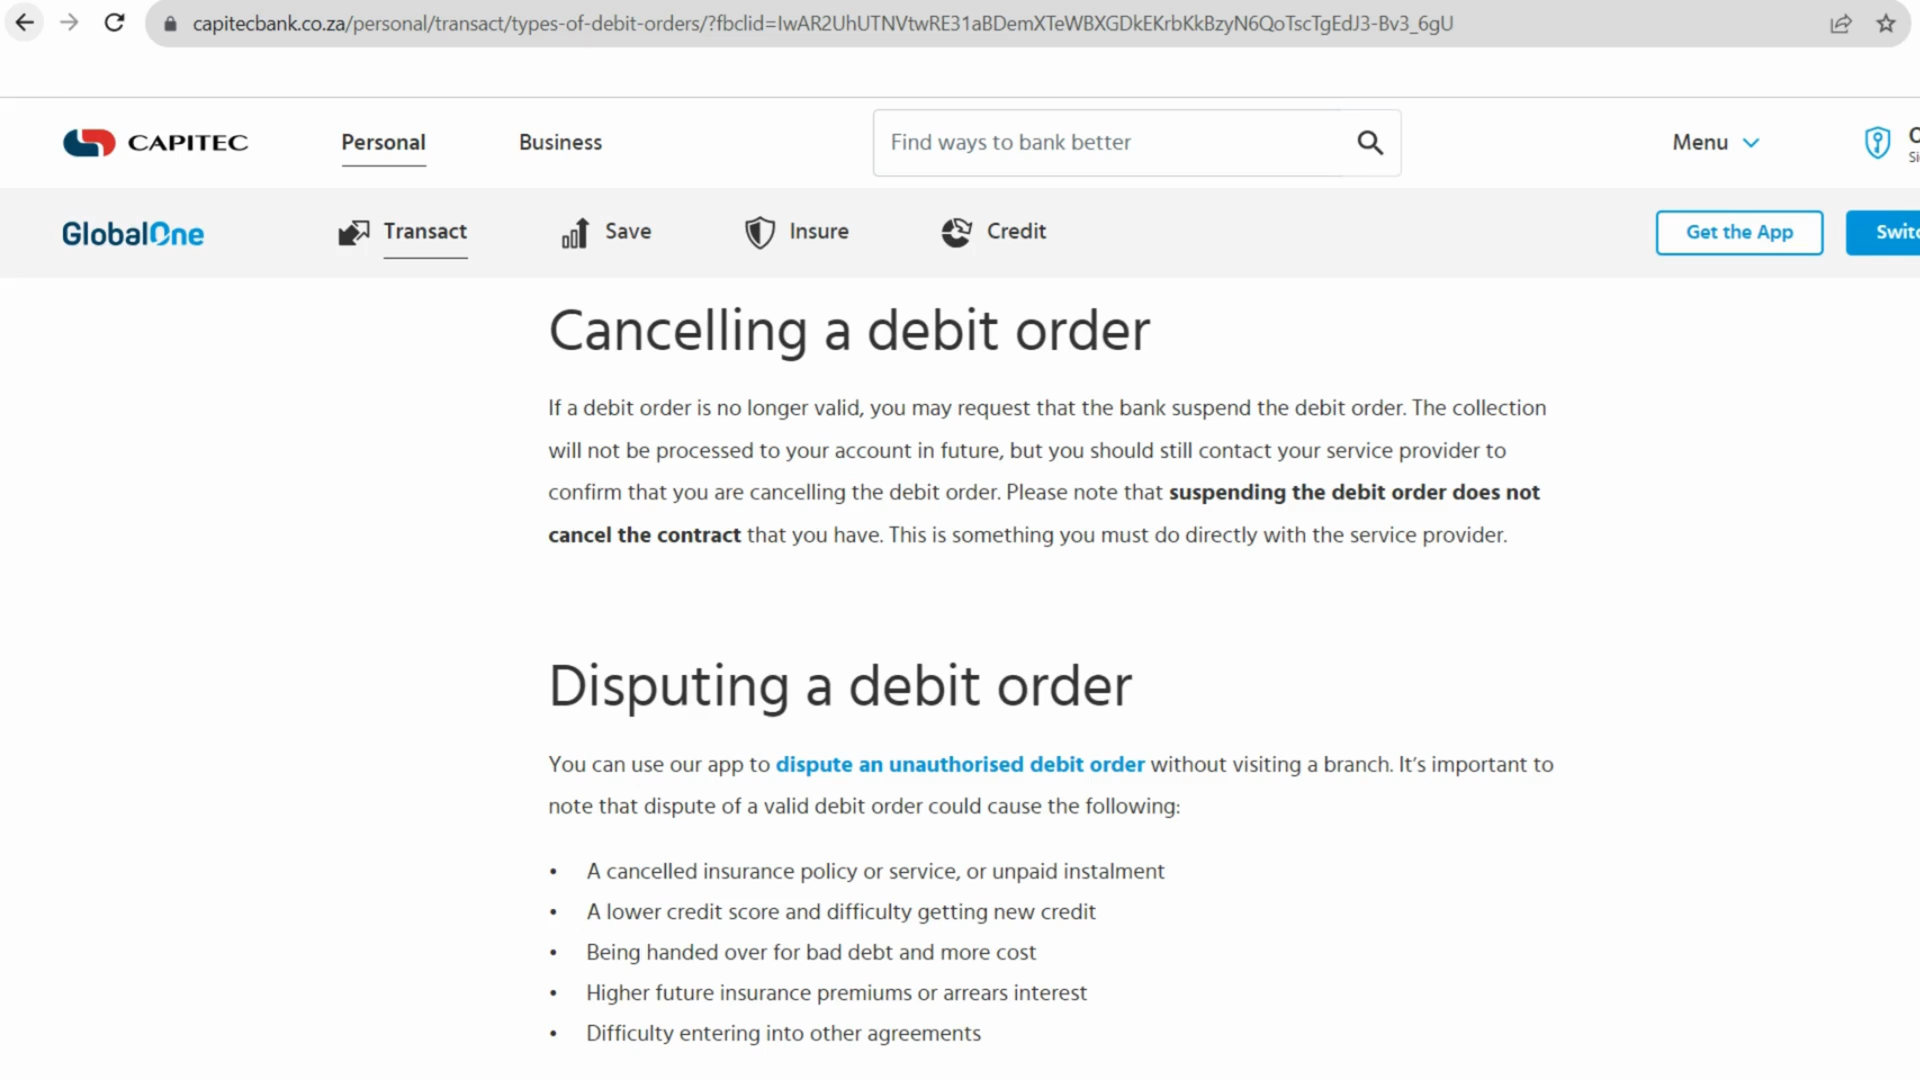 capitecbank.co.za/personal/transact/types-of-debit-orders/?fbclid=IwAR2UhUTNVtwRE31aBDemXTeWBXGDkEKrbKkBzyN6QoTscTgEdJ3-Bv3_6gU
CAPITEC Personal Business Find ways to bank better Menu
GlobalOne Transact Save Insure Credit Get the App
Cancelling a debit order
If a debit order is no longer valid, you may request that the bank suspend the debit order. The collection
will not be processed to your account in future, but you should still contact your service provider to
confirm that you are cancelling the debit order. Please note that suspending the debit order does not
cancel the contract that you have. This is something you must do directly with the service provider.
Disputing a debit order
You can use our app to dispute an unauthorised debit order without visiting a branch. It's important to
note that dispute of a valid debit order could cause the following:
• A cancelled insurance policy or service, or unpaid instalment
• A lower credit score and difficulty getting new credit
• Being handed over for bad debt and more cost
• Higher future insurance premiums or arrears interest
• Difficulty entering into other agreements